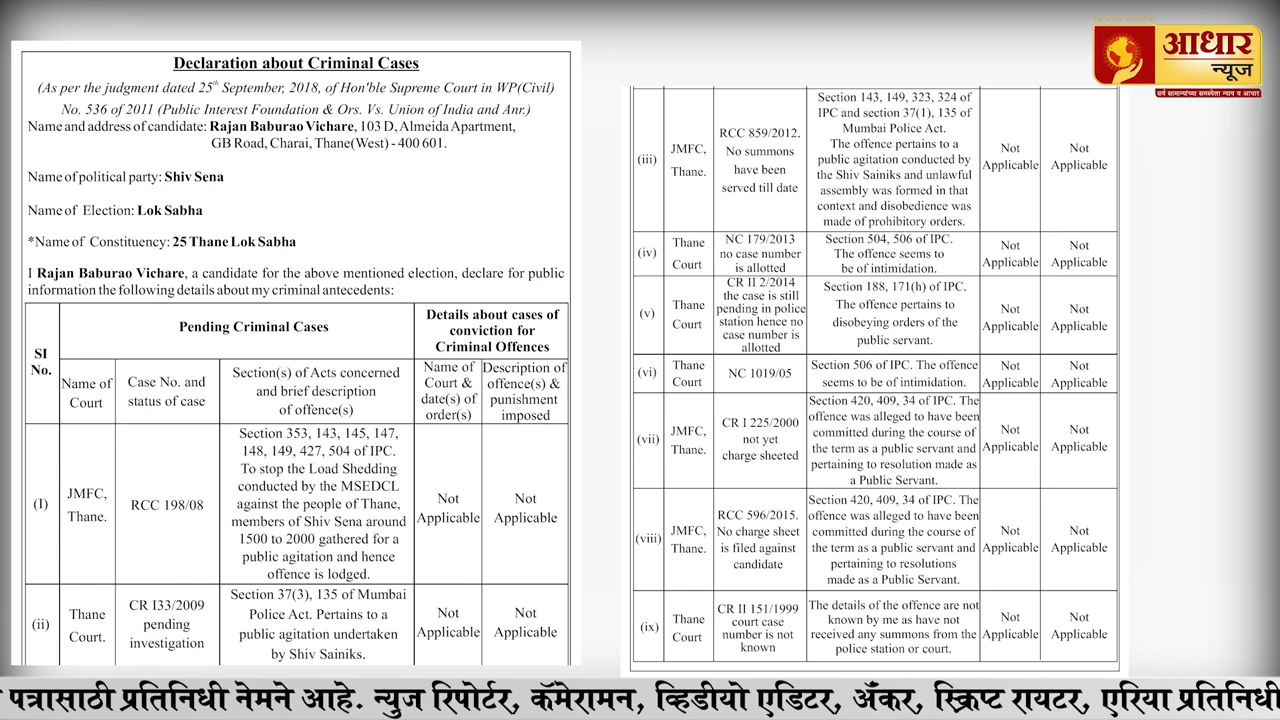 Declaration about Criminal Cases
(As per the judgment dated 25th September, 2018, of Hon'ble Supreme Court in WP(Civil)
No. 536 of 2011 (Public Interest Foundation & Ors. Vs. Union of India and Anr.)
Name and address of candidate: Rajan Baburao Vichare, 103 D, Almeida Apartment,
GB Road, Charai, Thane(West) - 400 601.
Name of political party: Shiv Sena
Name of Election: Lok Sabha
*Name of Constituency: 25 Thane Lok Sabha
I Rajan Baburao Vichare, a candidate for the above mentioned election, declare for public
information the following details about my criminal antecedents:
SI
No.
Pending Criminal Cases
Details about cases of
conviction for
Criminal Offences
Name of
Court
Case No. and
status of case
Section(s) of Acts concerned
and brief description
of offence(s)
Name of
Court &
date(s) of
order(s)
Description of
offence(s) &
punishment
imposed
(I)
JMFC,
Thane.
RCC 198/08
Section 353, 143, 145, 147,
148, 149, 427, 504 of IPC.
To stop the Load Shedding
conducted by the MSEDCL
against the people of Thane,
members of Shiv Sena around
1500 to 2000 gathered for a
public agitation and hence
offence is lodged.
Not
Applicable
Not
Applicable
(ii)
Thane
Court.
CR I33/2009
pending
investigation
Section 37(3), 135 of Mumbai
Police Act. Pertains to a
public agitation undertaken
by Shiv Sainiks.
Not
Applicable
Not
Applicable
(iii)
JMFC,
Thane.
RCC 859/2012.
No summons
have been
served till date
Section 143, 149, 323, 324 of
IPC and section 37(1), 135 of
Mumbai Police Act.
The offence pertains to a
public agitation conducted by
the Shiv Sainiks and unlawful
assembly was formed in that
context and disobedience was
made of prohibitory orders.
Not
Applicable
Not
Applicable
(iv)
Thane
Court
NC 179/2013
no case number
is allotted
Section 504, 506 of IPC.
The offence seems to
be of intimidation.
Not
Applicable
Not
Applicable
(v)
Thane
Court
CR II 2/2014
the case is still
pending in police
station hence no
case number is
allotted
Section 188, 171(h) of IPC.
The offence pertains to
disobeying orders of the
public servant.
Not
Applicable
Not
Applicable
(vi)
Thane
Court
NC 1019/05
Section 506 of IPC. The offence
seems to be of intimidation.
Not
Applicable
Not
Applicable
(vii)
JMFC,
Thane.
CR I 225/2000
not yet
charge sheeted
Section 420, 409, 34 of IPC. The
offence was alleged to have been
committed during the course of
the term as a public servant and
pertaining to resolution made as
a Public Servant.
Not
Applicable
Not
Applicable
(viii)
JMFC,
Thane.
RCC 596/2015.
No charge sheet
is filed against
candidate
Section 420, 409, 34 of IPC. The
offence was alleged to have been
committed during the course of
the term as a public servant and
pertaining to resolutions
made as a Public Servant.
Not
Applicable
Not
Applicable
(ix)
Thane
Court
CR II 151/1999
court case
number is not
known
The details of the offence are not
known by me as have not
received any summons from the
police station or court.
Not
Applicable
Not
Applicable
आधार
न्यूज
सर्व सामान्यांच्या समस्येला न्याय व आधार
पत्रासाठी प्रतिनिधी नेमने आहे. न्युज रिपोर्टर, कॅमेरामन, व्हिडीयो एडिटर, अँकर, स्क्रिप्ट रायटर, एरिया प्रतिनिधी